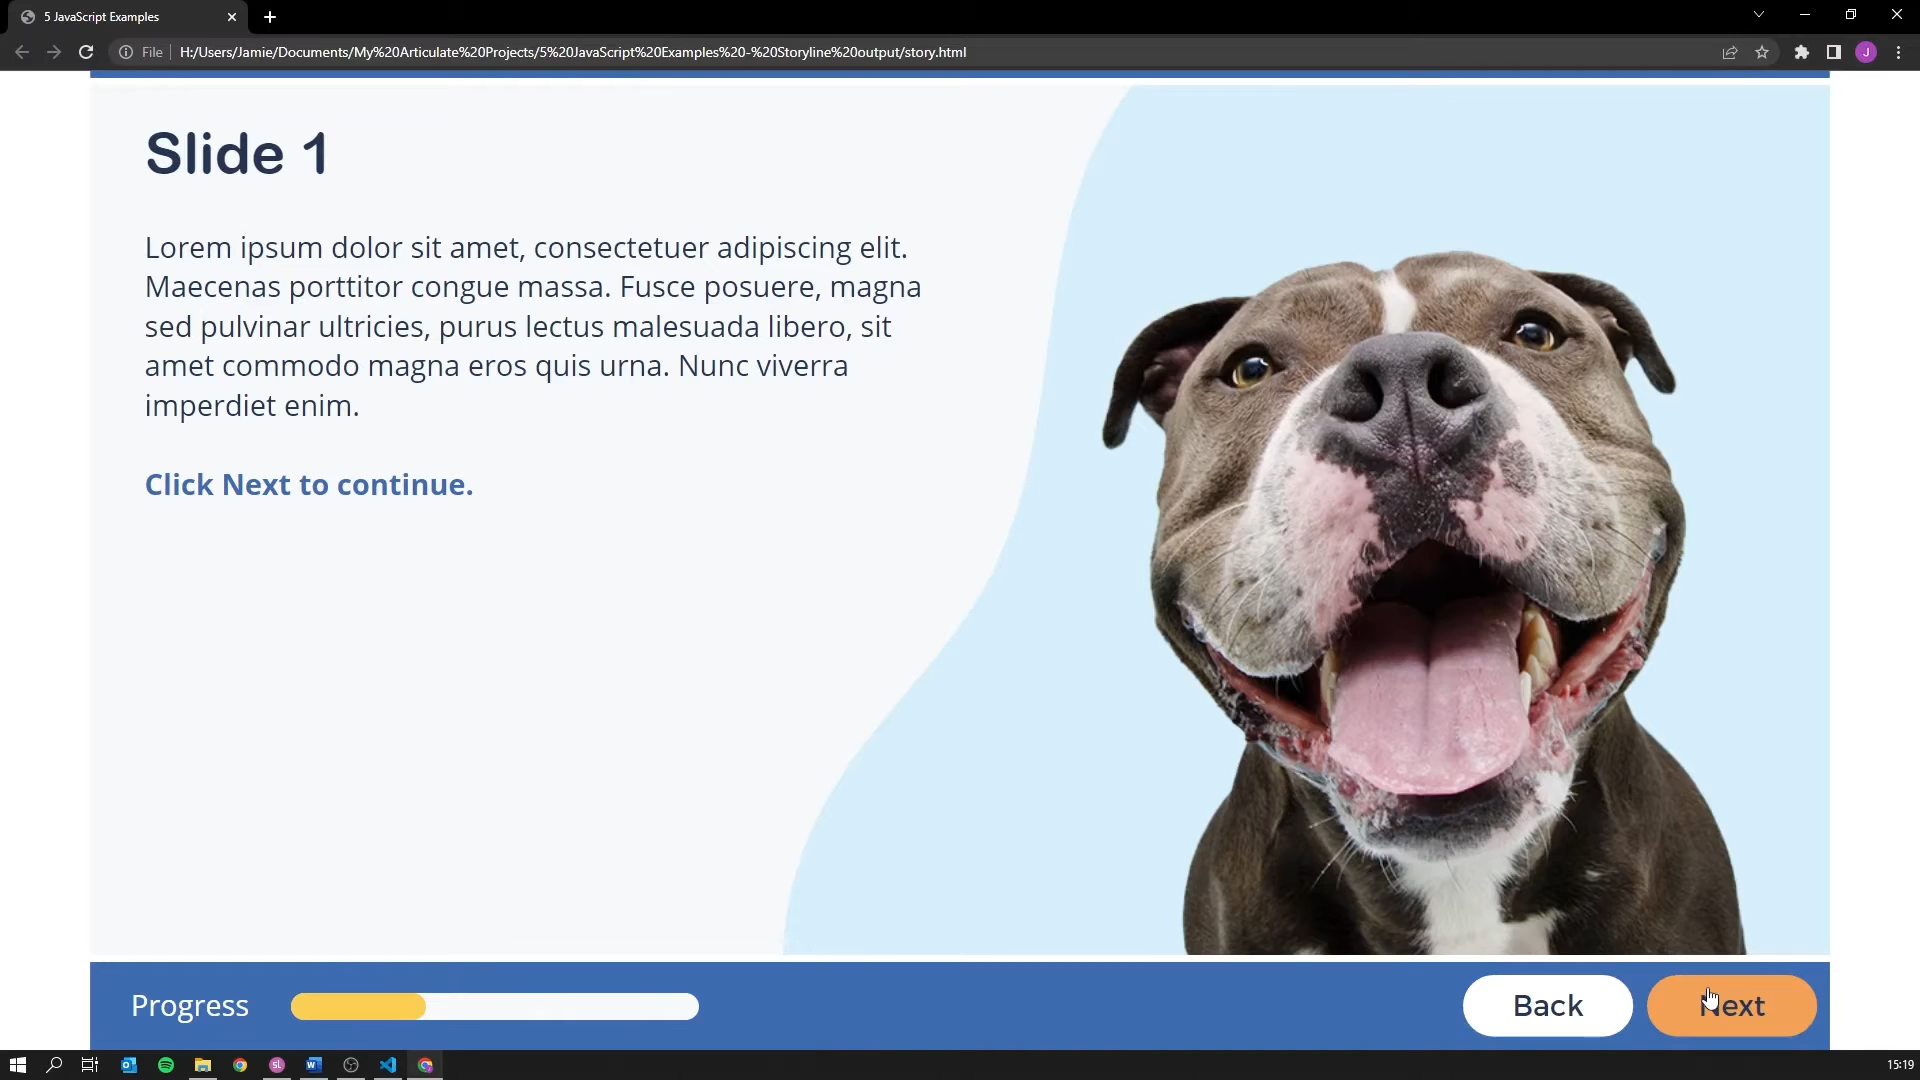 5 JavaScript Examples
File
H:/Users/Jamie/Documents/My%20Articulate%20Projects/5%20JavaScript%20Examples%20-%20Storyline%20output/story.html
J
Slide 1
Lorem ipsum dolor sit amet, consectetuer adipiscing elit.
Maecenas porttitor congue massa. Fusce posuere, magna
sed pulvinar ultricies, purus lectus malesuada libero, sit
amet commodo magna eros quis urna. Nunc viverra
imperdiet enim.
Click Next to continue.
Progress
Back
Next
15:19